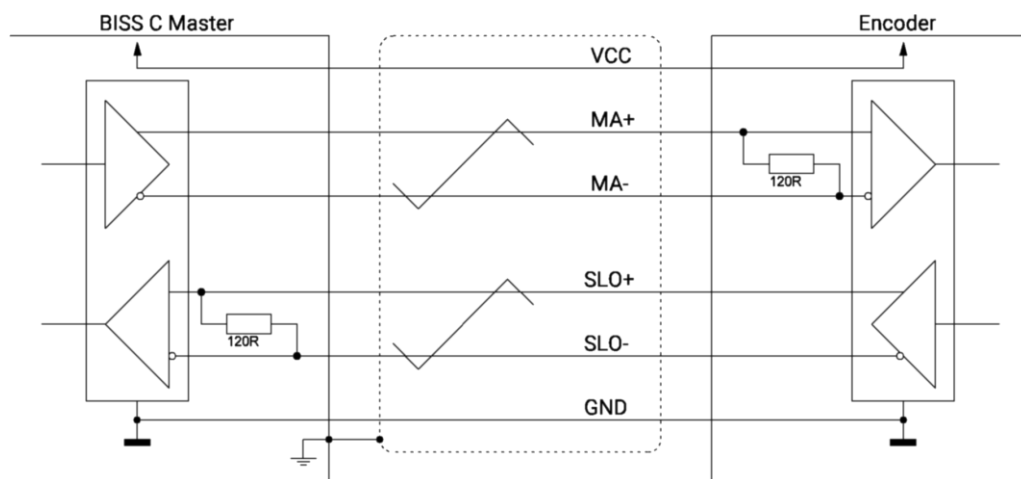 BISS C Master
Encoder
VCC
MA+
MA-
120R
SLO+
120R
SLO-
GND